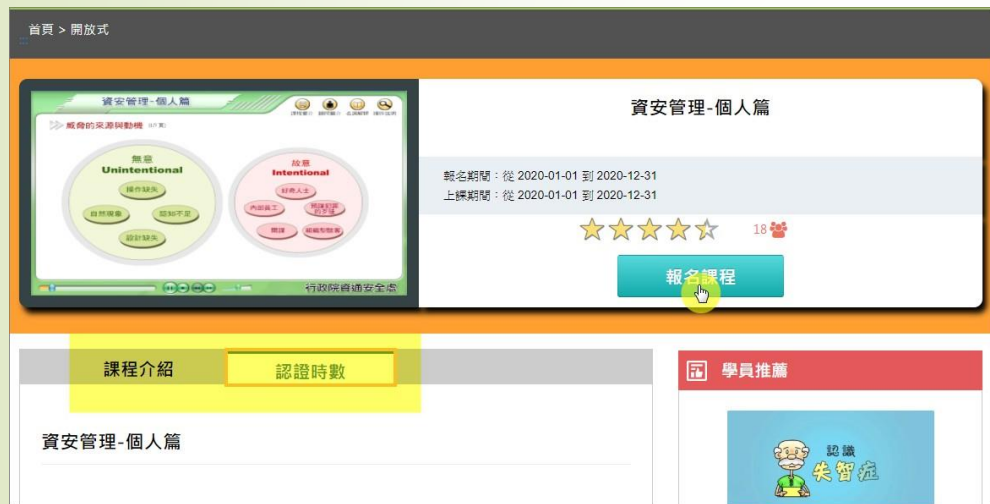 首頁 > 開放式
資安管理-個人篇
威脅的來源與動機
無意
Unintentional
操作缺失
自然現象
認知不足
設計缺失
故意
Intentional
好奇人士
內部員工
間諜
行政院資通安全處
資安管理-個人篇
報名期間：從 2020-01-01 到 2020-12-31
上課期間：從 2020-01-01 到 2020-12-31
18
報名課程
課程介紹
認證時數
資安管理-個人篇
學員推薦
認識
失智症